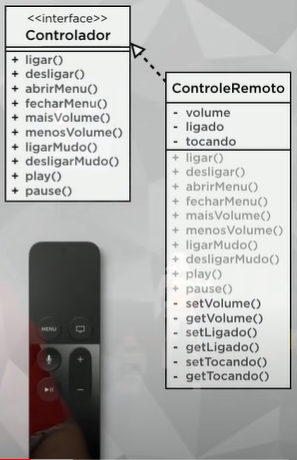 <<interface>>
Controlador
+ ligar()
+ desligar()
+ abrirMenu()
+ fecharMenu()
+ maisVolume()
+ menosVolume()
+ ligarMudo()
+ desligarMudo()
+ play()
+ pause()
ControleRemoto
- volume
- ligado
- tocando
+ ligar()
+ desligar()
+ abrirMenu()
+ fecharMenu()
+ maisVolume()
+ menosVolume()
+ ligarMudo()
+ desligarMudo()
+ play()
+ pause()
- setVolume()
- getVolume()
- setLigado()
- getLigado()
- setTocando()
- getTocando()
MENU
+
-